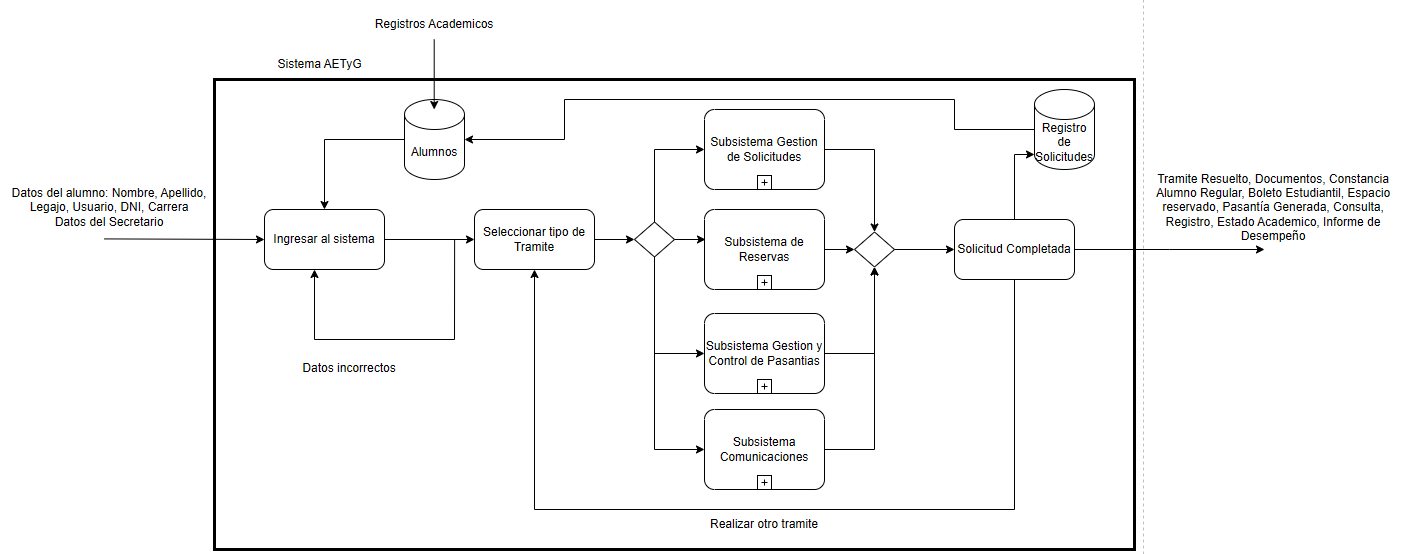 Registros Academicos
Sistema AETyG
Alumnos
Registro
de
Solicitudes
Datos del alumno: Nombre, Apellido,
Legajo, Usuario, DNI, Carrera
Datos del Secretario
Ingresar al sistema
Datos incorrectos
Seleccionar tipo de
Tramite
Subsistema Gestion
de Solicitudes
Subsistema de
Reservas
Subsistema Gestion y
Control de Pasantias
Subsistema
Comunicaciones
Solicitud Completada
Realizar otro tramite
Tramite Resuelto, Documentos, Constancia
Alumno Regular, Boleto Estudiantil, Espacio
reservado, Pasantía Generada, Consulta,
Registro, Estado Academico, Informe de
Desempeño